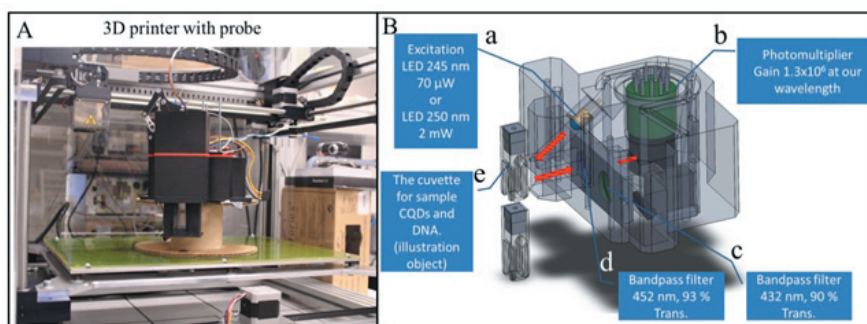 A
3D printer with probe
B
a
Excitation
LED 245 nm
70 µW
or
LED 250 nm
2 mW
b
Photomultiplier
Gain 1.3x10⁶ at our
wavelength
e
The cuvette
for sample
CQDs and
DNA.
(illustration
object)
d
Bandpass filter
452 nm, 93 %
Trans.
c
Bandpass filter
432 nm, 90 %
Trans.